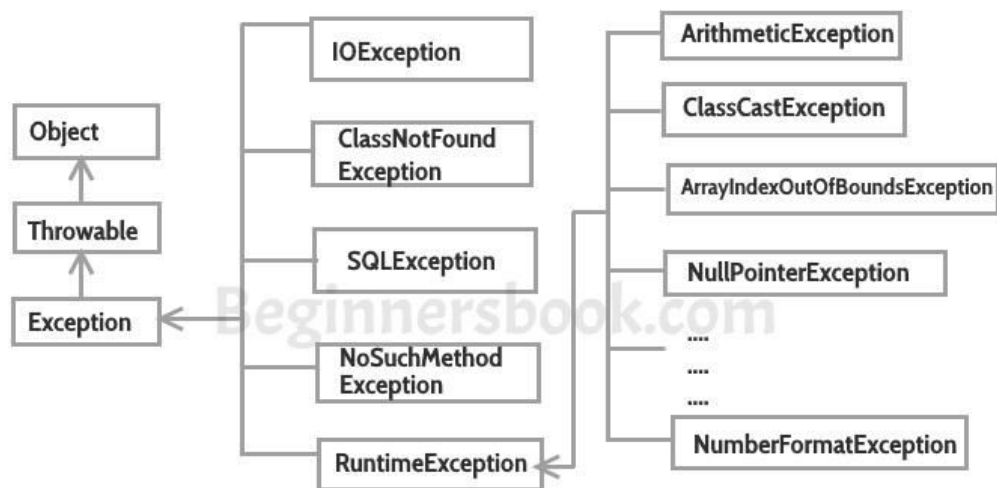 Object
Throwable
Exception
IOException
ClassNotFound
Exception
SQLException
NoSuchMethod
Exception
RuntimeException
ArithmeticException
ClassCastException
ArrayIndexOutOfBoundsException
NullPointerException
....
....
....
NumberFormatException
Beginnersbook.com